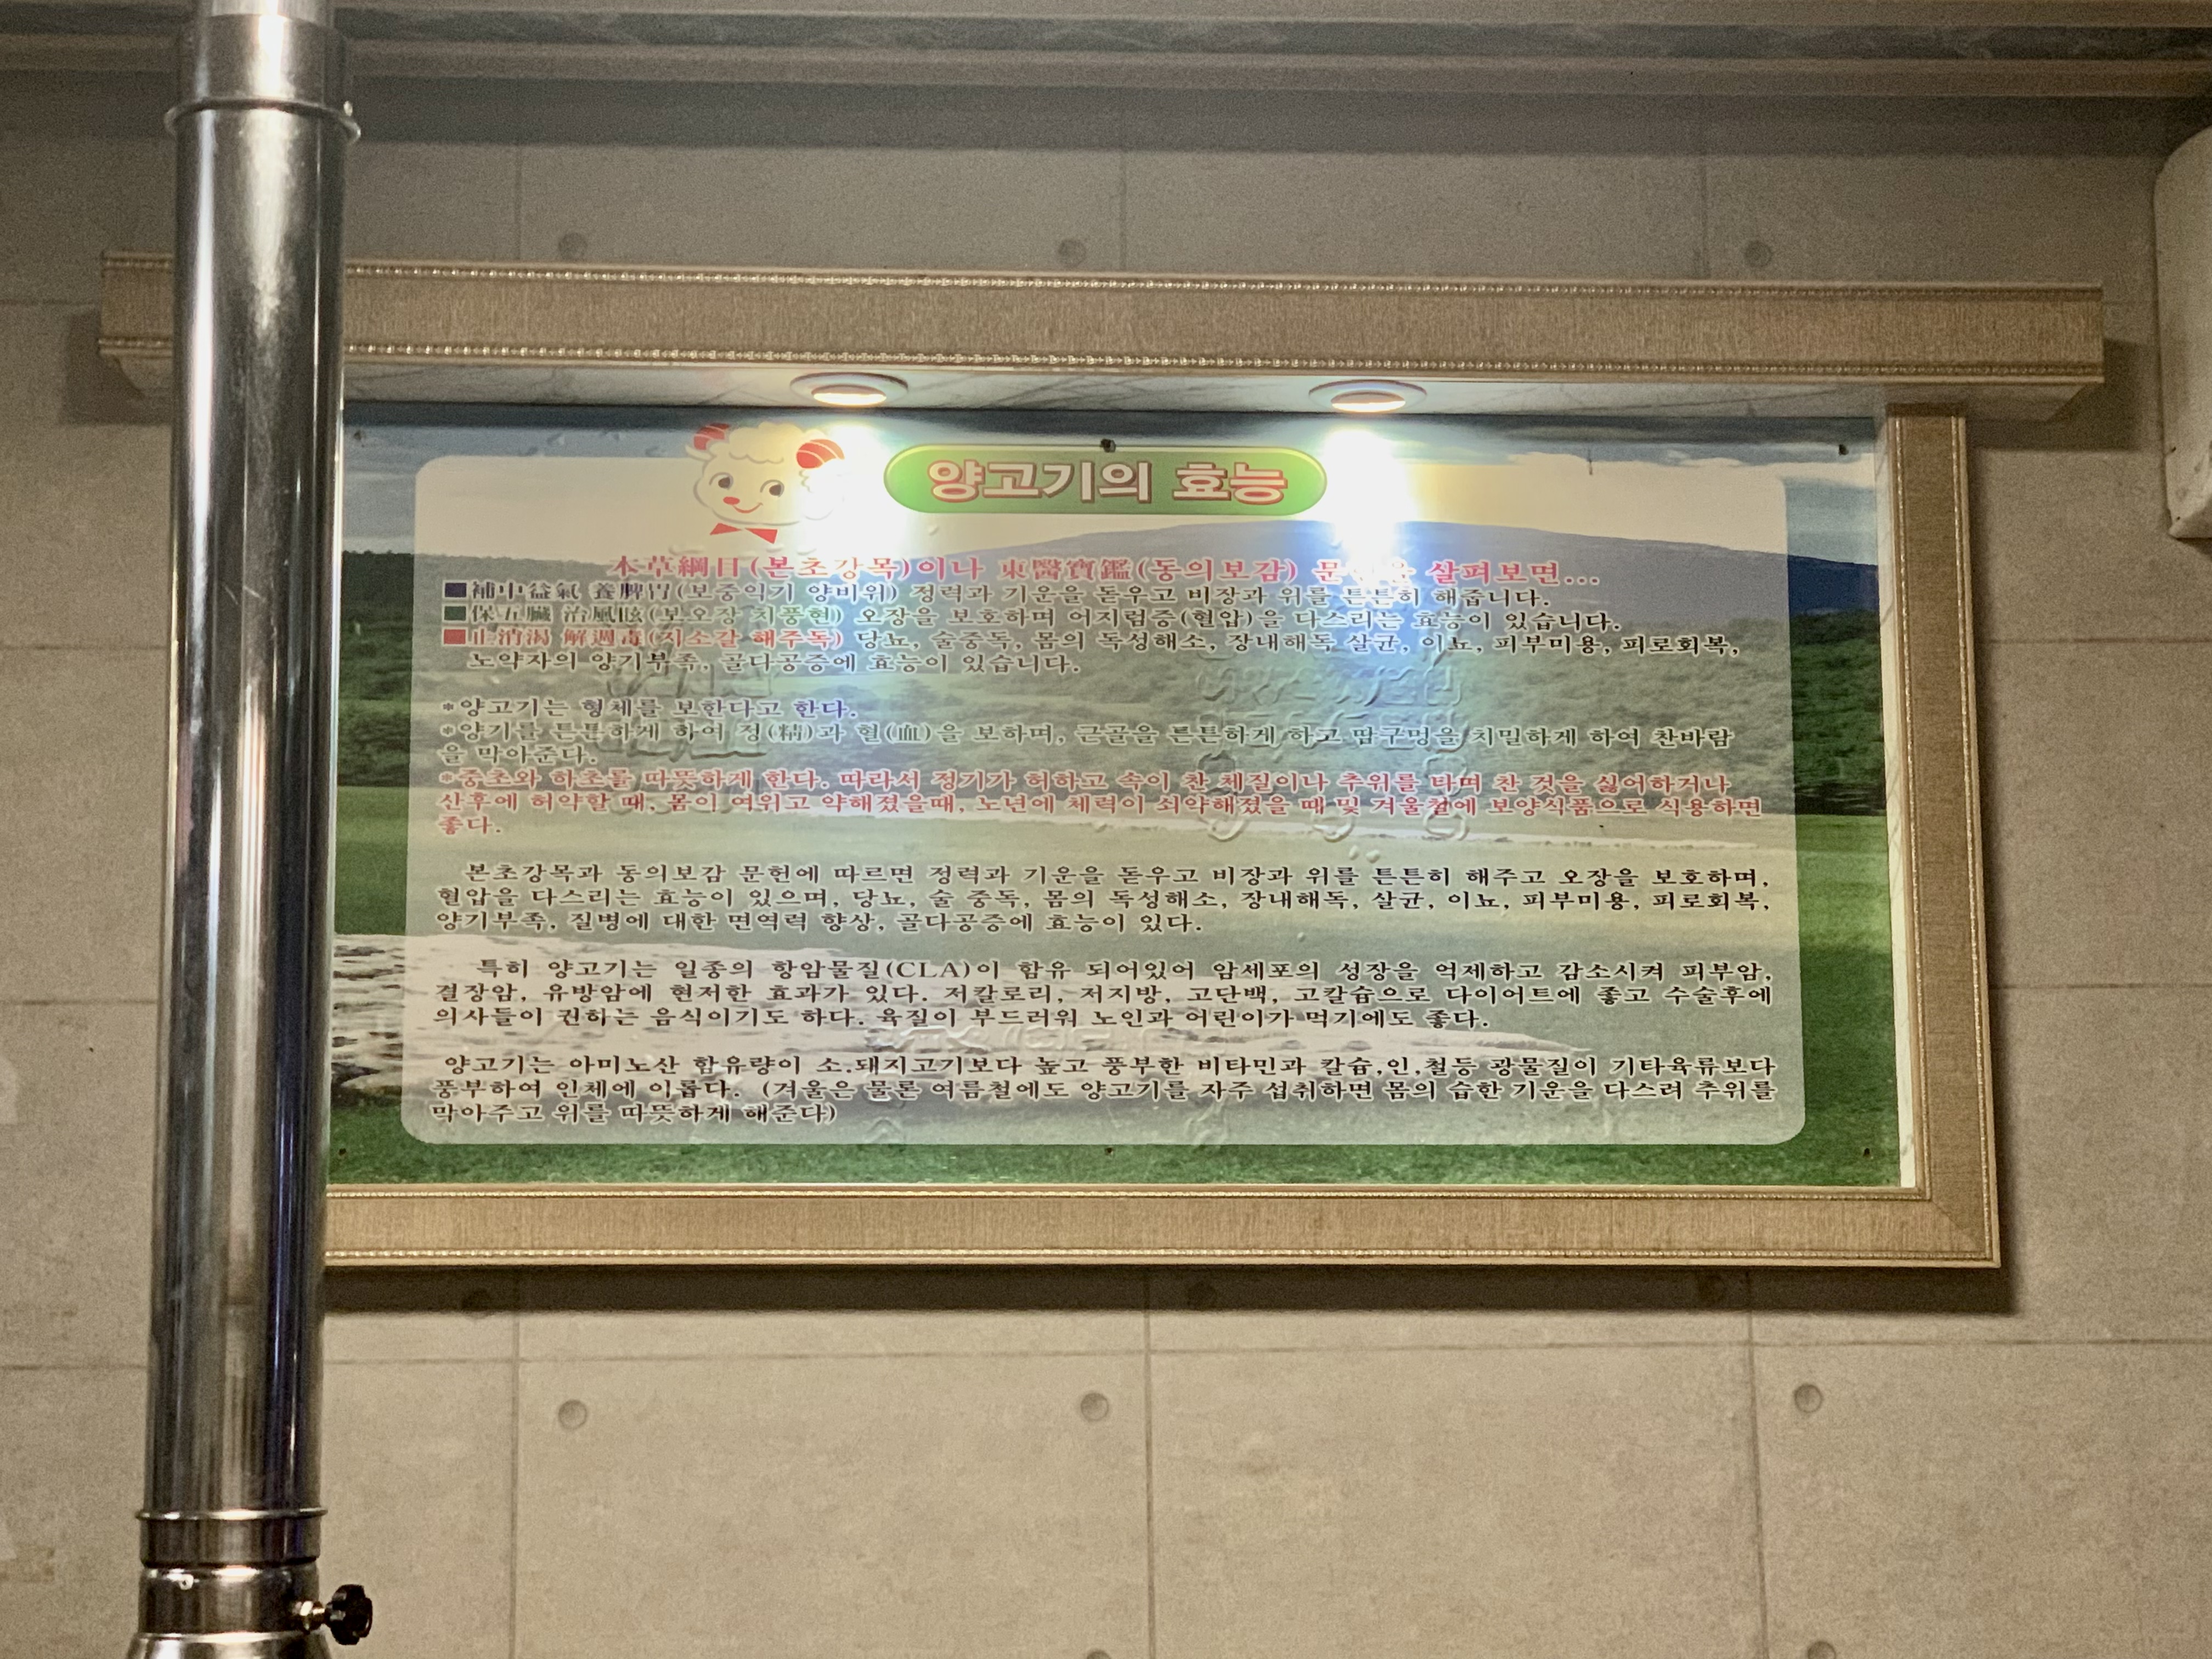 양고기의 효능
本草綱目(본초강목)이나 東醫寶鑑(동의보감) 살펴보면...
補中益氣 養脾胃(보중익기 양비위) 정력과 기운을 돋우고 비장과 위를 튼튼히 해줍니다.
保五臟 治風眩(보오장 치풍현) 오장을 보호하며 어지럼증(혈압)을 다스리는 효능이 있습니다.
止消渴 解週毒(지소갈 해주독) 당뇨, 술중독, 몸의 독성해소, 장내해독 살균, 이뇨, 피부미용, 피로회복,
노약자의 양기부족, 골다공증에 효능이 있습니다.
*양고기는 형체를 보한다고 한다.
*양기를 튼튼하게 하여 정(精)과 혈(血)을 보하며, 근골을 튼튼하게 하고 땀구멍을 치밀하게 하여 찬바람
을 막아준다.
*중초와 하초를 따뜻하게 한다. 따라서 정기가 허하고 속이 찬 체질이나 추위를 타며 찬 것을 싫어하거나
산후에 허약할 때, 몸이 여위고 약해졌을때, 노년에 체력이 쇠약해졌을 때 및 겨울철에 보양식품으로 식용하면
좋다.
본초강목과 동의보감 문헌에 따르면 정력과 기운을 돋우고 비장과 위를 튼튼히 해주고 오장을 보호하며,
혈압을 다스리는 효능이 있으며, 당뇨, 술 중독, 몸의 독성해소, 장내해독, 살균, 이뇨, 피부미용, 피로회복,
양기부족, 질병에 대한 면역력 향상, 골다공증에 효능이 있다.
특히 양고기는 일종의 항암물질(CLA)이 함유 되어있어 암세포의 성장을 억제하고 감소시켜 피부암,
결장암, 유방암에 현저한 효과가 있다. 저칼로리, 저지방, 고단백, 고칼슘으로 다이어트에 좋고 수술후에
의사들이 권하는 음식이기도 하다. 육질이 부드러워 노인과 어린이가 먹기에도 좋다.
양고기는 아미노산 함유량이 소,돼지고기보다 높고 풍부한 비타민과 칼슘,인,철등 광물질이 기타육류보다
풍부하여 인체에 이롭다. (겨울은 물론 여름철에도 양고기를 자주 섭취하면 몸의 습한 기운을 다스려 추위를
막아주고 위를 따뜻하게 해준다)